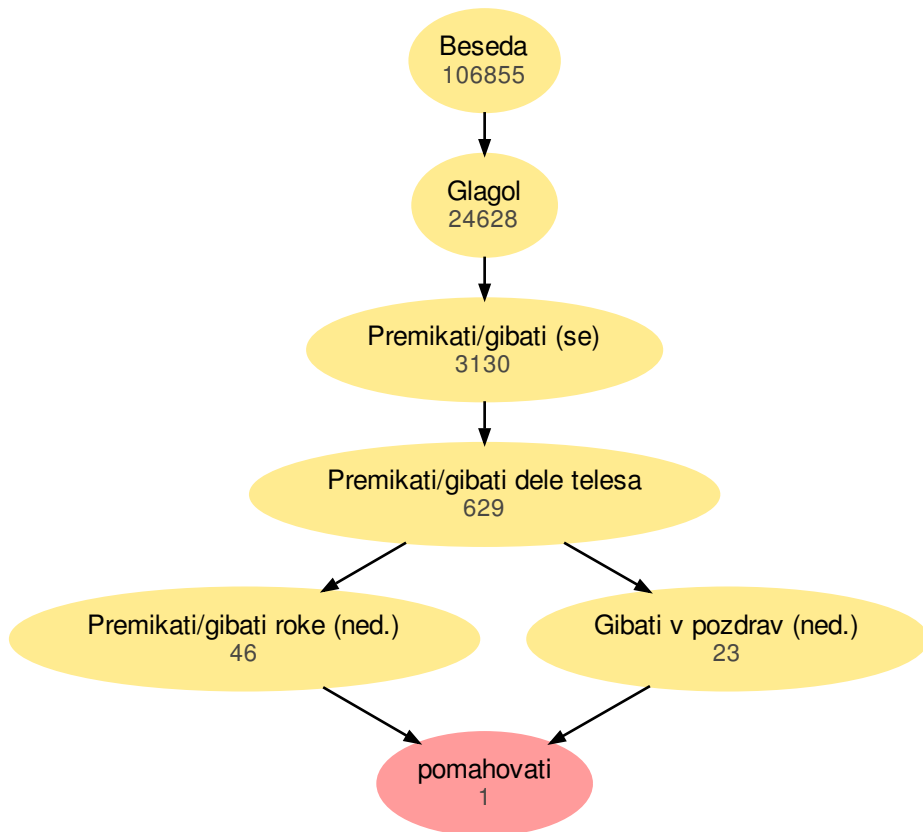 Beseda
106855
Glagol
24628
Premikati/gibati (se)
3130
Premikati/gibati dele telesa
629
Premikati/gibati roke (ned.)
46
Gibati v pozdrav (ned.)
23
pomahovati
1